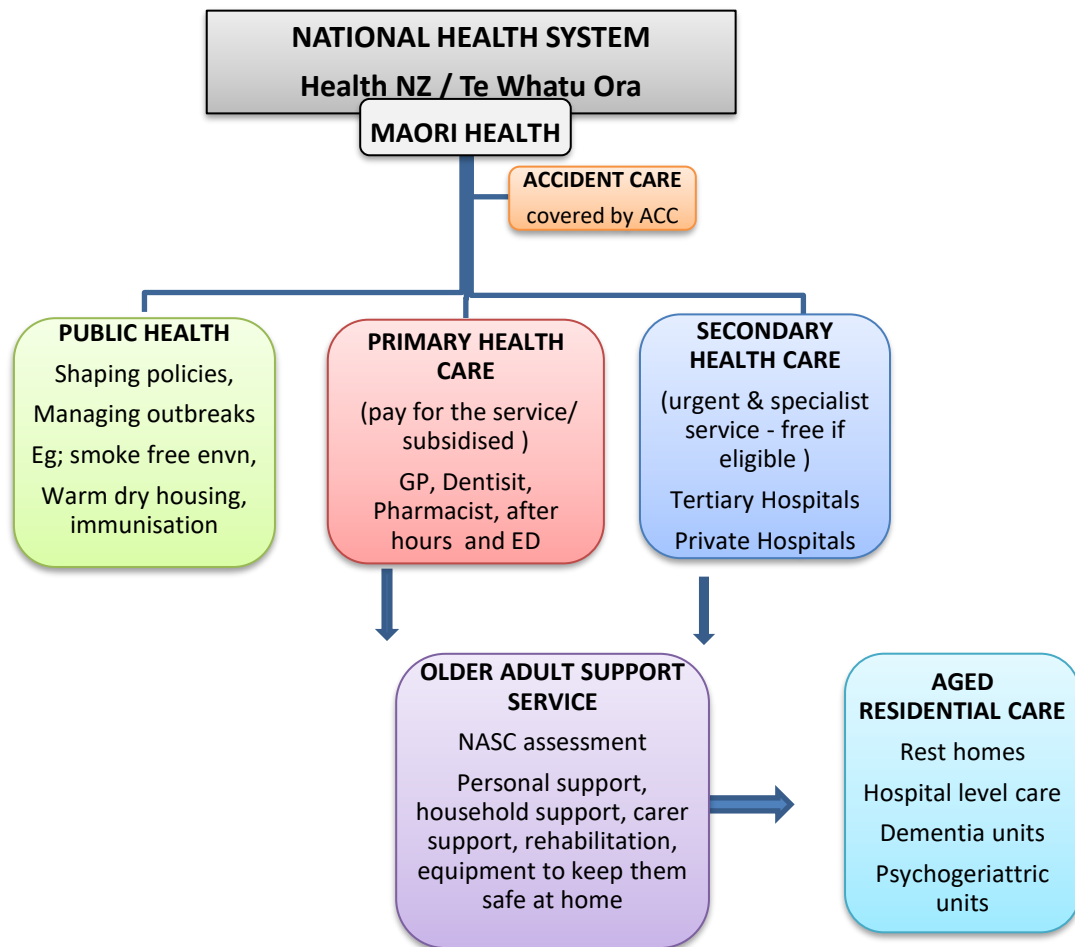 NATIONAL HEALTH SYSTEM
Health NZ / Te Whatu Ora
MAORI HEALTH
ACCIDENT CARE
covered by ACC
PUBLIC HEALTH
Shaping policies,
Managing outbreaks
Eg; smoke free envn,
Warm dry housing,
immunisation
PRIMARY HEALTH
CARE
(pay for the service/
subsidised )
GP, Dentisit,
Pharmacist, after
hours and ED
SECONDARY
HEALTH CARE
(urgent & specialist
service - free if
eligible )
Tertiary Hospitals
Private Hospitals
OLDER ADULT SUPPORT
SERVICE
NASC assessment
Personal support,
household support, carer
support, rehabilitation,
equipment to keep them
safe at home
AGED
RESIDENTIAL CARE
Rest homes
Hospital level care
Dementia units
Psychogeriattric
units